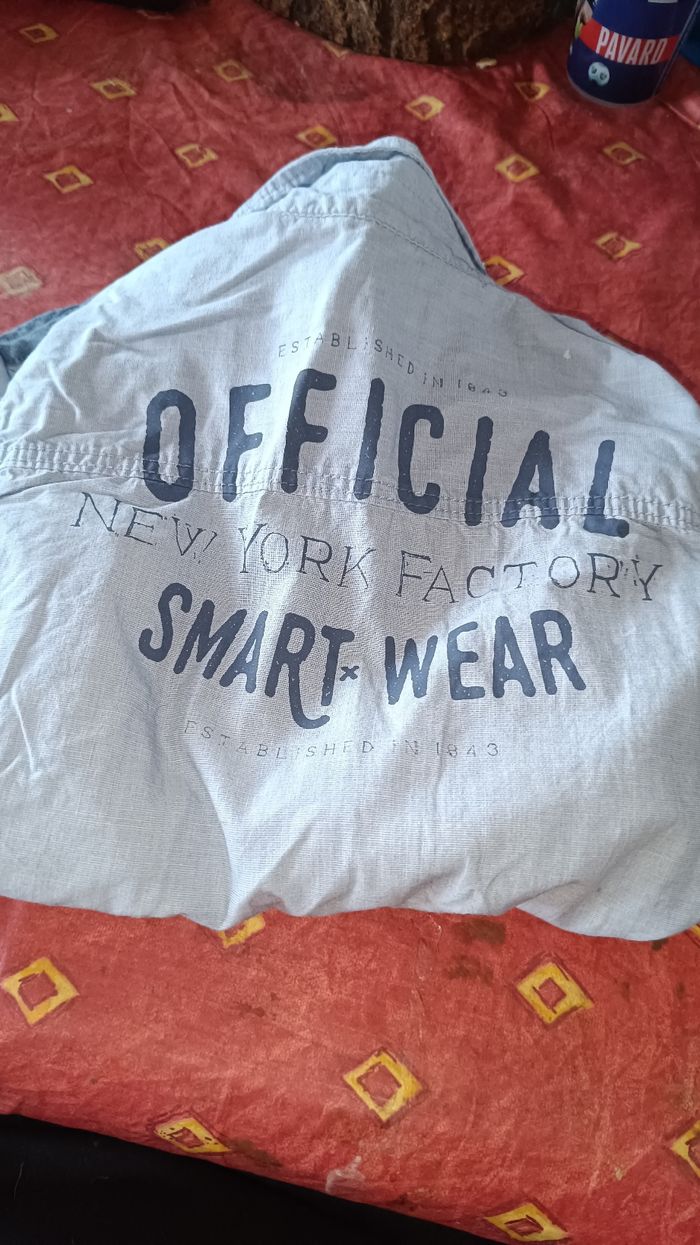 PAVARD
ESTABLISHED IN 1843
OFFICIAL
NEW YORK FACTORY
SMART x WEAR
ESTABLISHED IN 1843